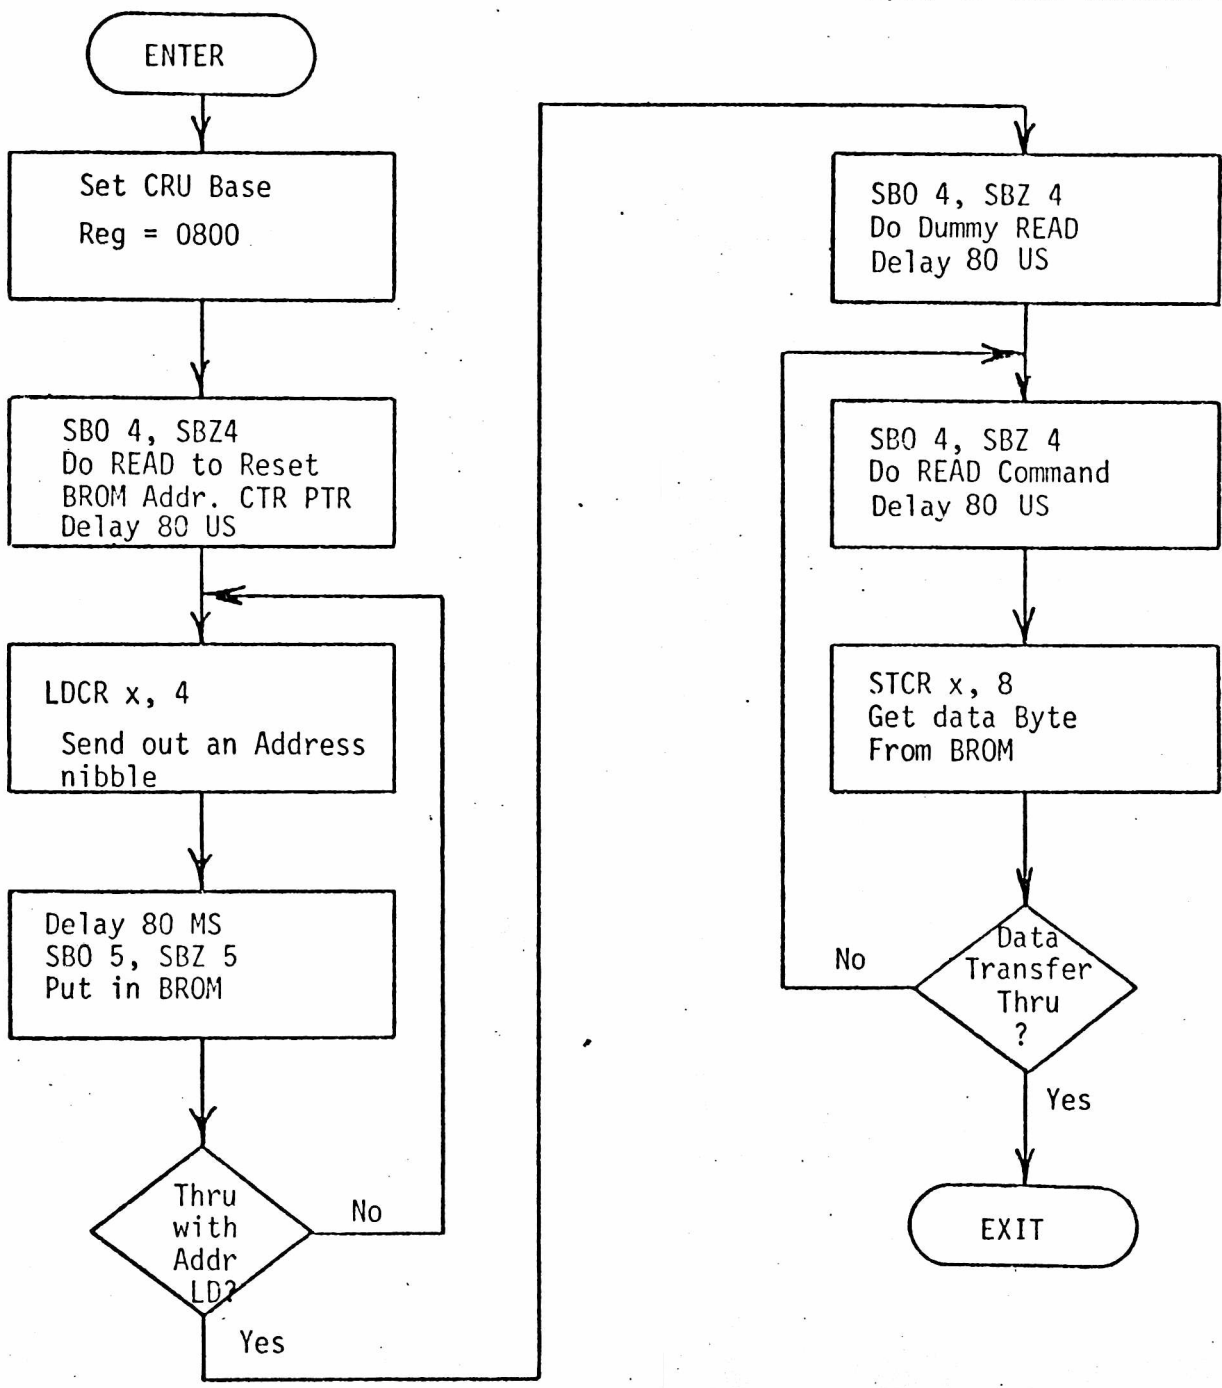 ENTER
Set CRU Base
Reg = 0800
SBO 4, SBZ4
Do READ to Reset
BROM Addr. CTR PTR
Delay 80 US
LDCR x, 4
Send out an Address
nibble
Delay 80 MS
SBO 5, SBZ 5
Put in BROM
Thru
with
Addr
LD?
No
Yes
SBO 4, SBZ 4
Do Dummy READ
Delay 80 US
SBO 4, SBZ 4
Do READ Command
Delay 80 US
STCR x, 8
Get data Byte
From BROM
Data
Transfer
Thru
?
No
Yes
EXIT